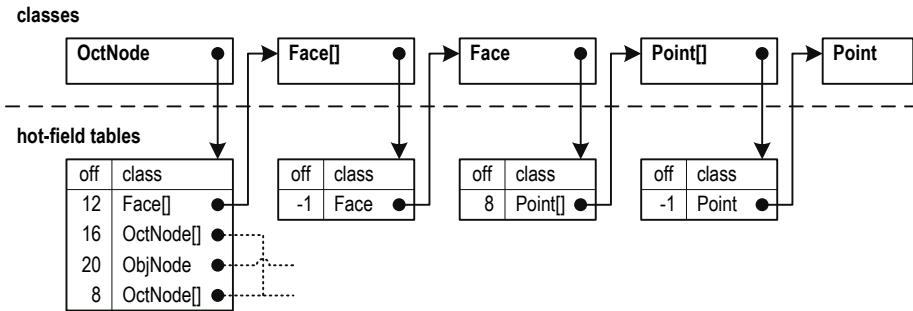 classes
OctNode Face[] Face Point[] Point
hot-field tables
off class off class off class off class
12 Face[] -1 Face 8 Point[] -1 Point
16 OctNode[]
20 ObjNode
8 OctNode[]